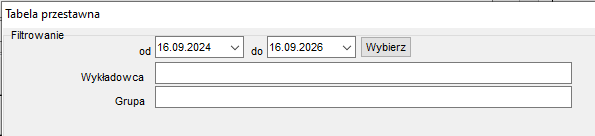 Tabela przestawna
Filtrowanie
od 16.09.2024 do 16.09.2026 Wybierz
Wykładowca
Grupa